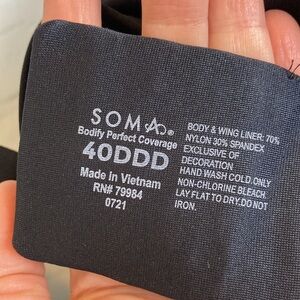 SOMA®
Bodify Perfect Coverage
40DDD
Made in Vietnam
RN# 79984
0721
BODY & WING LINER: 70%
NYLON 30% SPANDEX
EXCLUSIVE OF
DECORATION
HAND WASH COLD.ONLY
NON-CHLORINE BLEACH.
LAY FLAT TO DRY.DO NOT
IRON.